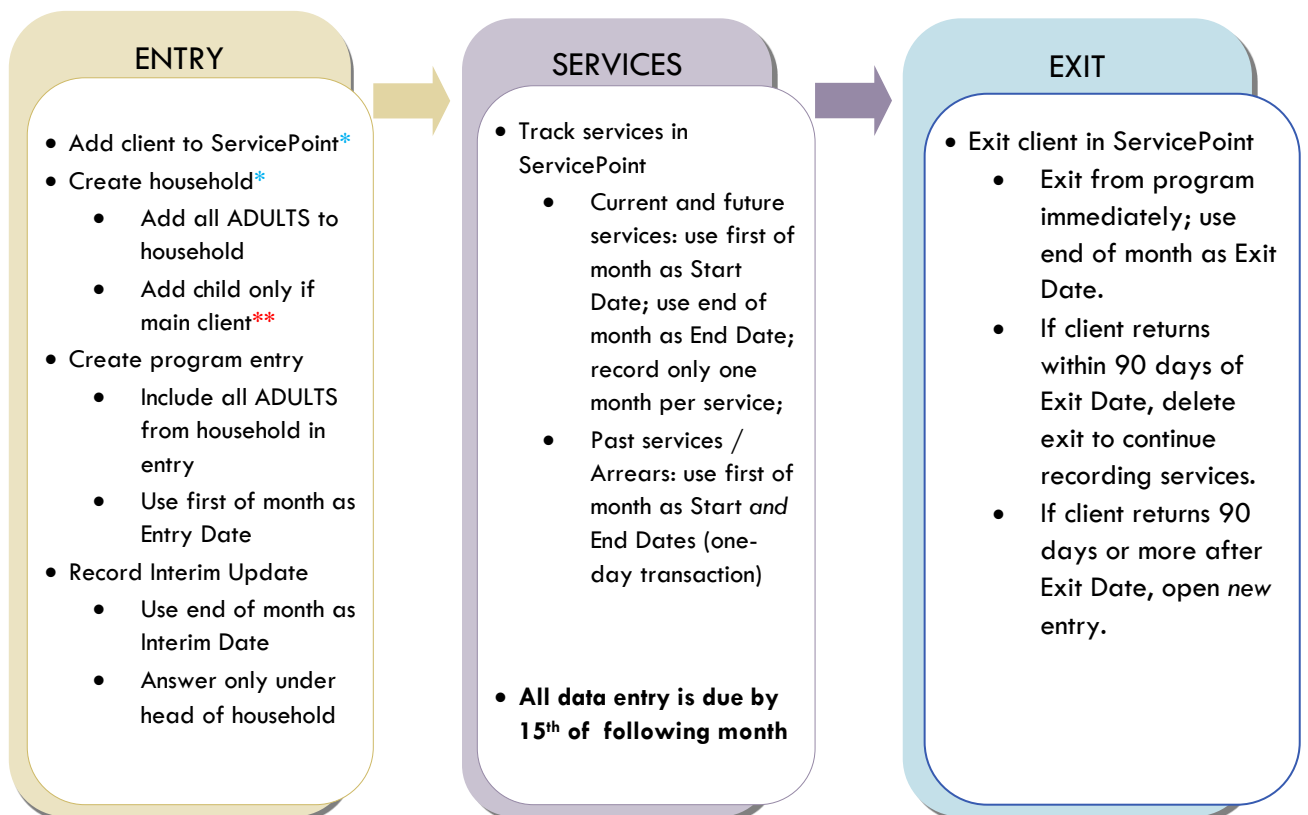 ENTRY
• Add client to ServicePoint*
• Create household*
• Add all ADULTS to
household
• Add child only if
main client**
• Create program entry
• Include all ADULTS
from household in
entry
• Use first of month as
Entry Date
• Record Interim Update
• Use end of month as
Interim Date
• Answer only under
head of household
SERVICES
• Track services in
ServicePoint
• Current and future
services: use first of
month as Start
Date; use end of
month as End Date;
record only one
month per service;
• Past services /
Arrears: use first of
month as Start and
End Dates (one-
day transaction)
• All data entry is due by
15th of following month
EXIT
• Exit client in ServicePoint
• Exit from program
immediately; use
end of month as Exit
Date.
• If client returns
within 90 days of
Exit Date, delete
exit to continue
recording services.
• If client returns 90
days or more after
Exit Date, open new
entry.